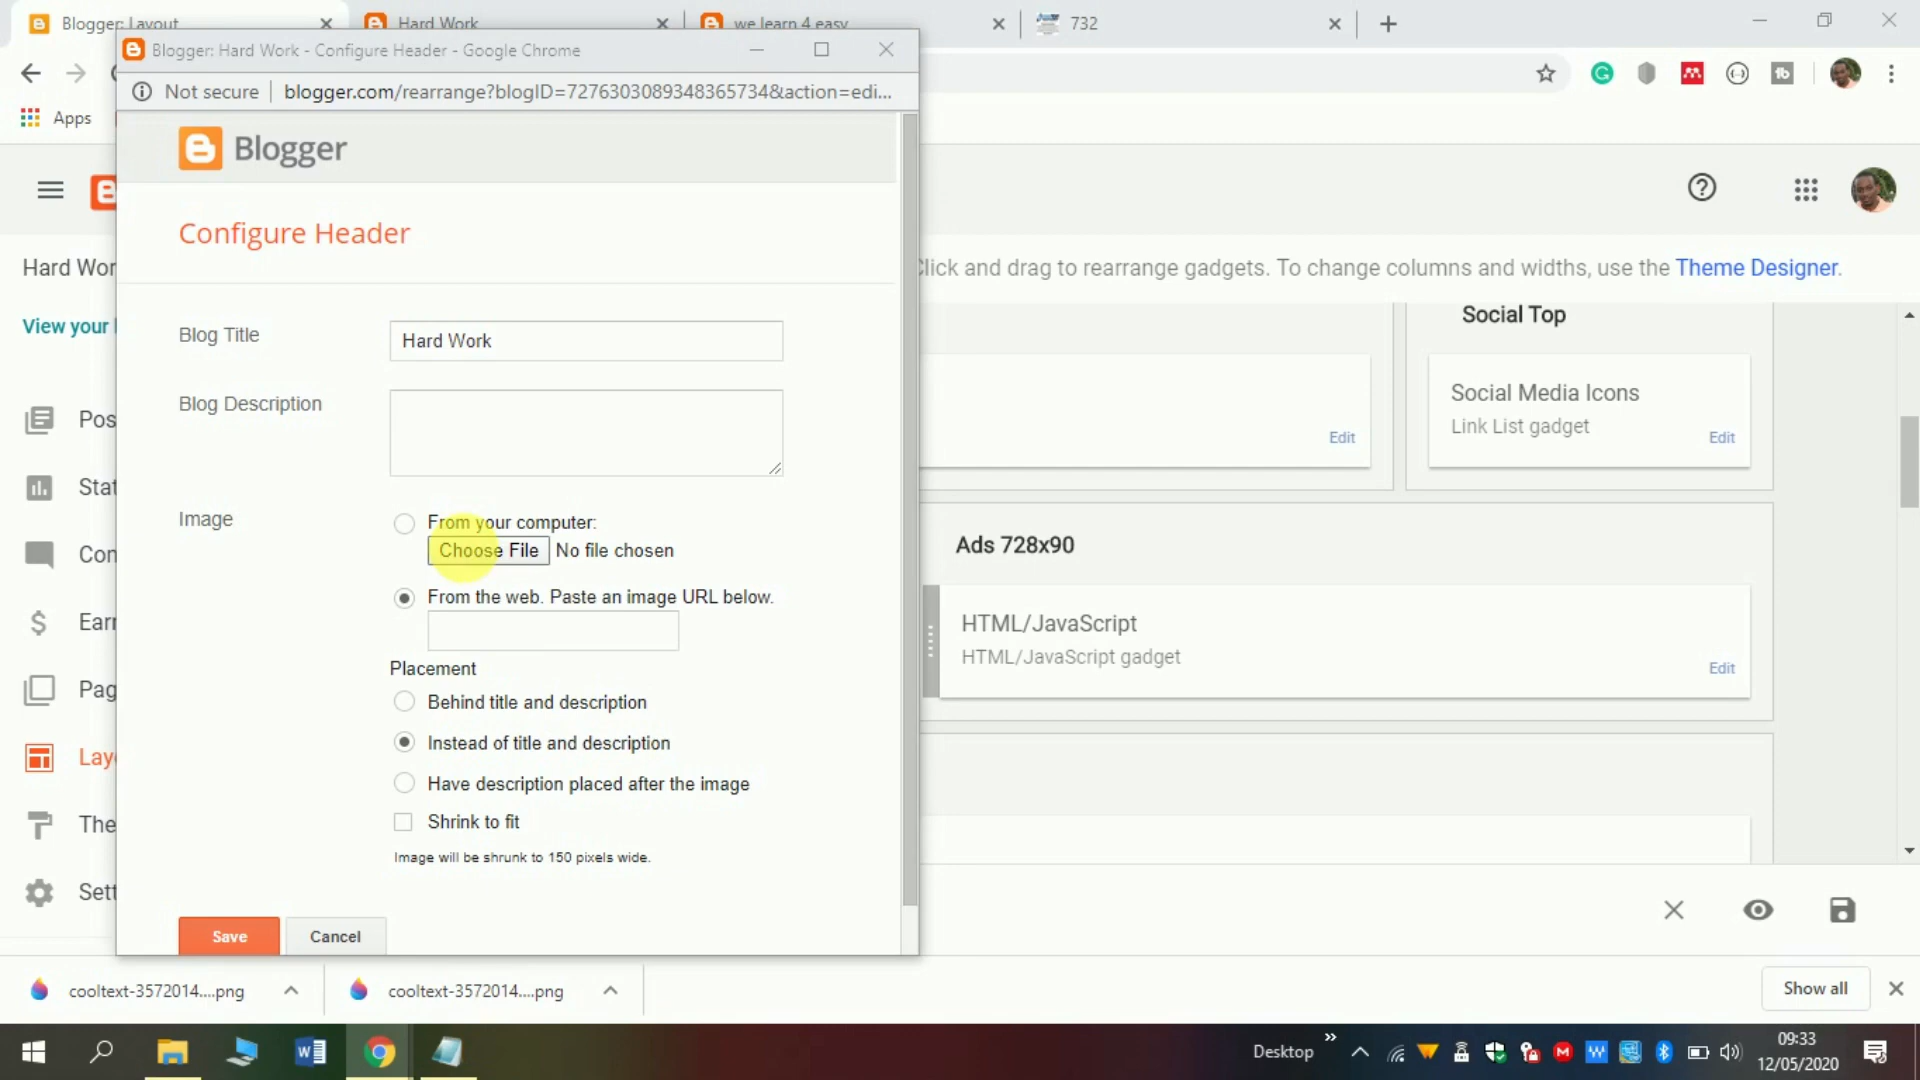 Blogger: Layout
Hard Work
we learn 4 easy
732
Blogger: Hard Work - Configure Header - Google Chrome
Not secure
blogger.com/rearrange?blogID=7276303089348365734&action=edi...
Apps
Blogger
Configure Header
Hard Wor
Click and drag to rearrange gadgets. To change columns and widths, use the Theme Designer.
View your
Blog Title
Hard Work
Blog Description
Image
From your computer:
Choose File No file chosen
From the web. Paste an image URL below.
Placement
Behind title and description
Instead of title and description
Have description placed after the image
Shrink to fit
Image will be shrunk to 150 pixels wide.
Save
Cancel
Pos
Stat
Con
Earn
Pag
Lay
The
Sett
Edit
Social Top
Social Media Icons
Link List gadget
Edit
Ads 728x90
HTML/JavaScript
HTML/JavaScript gadget
Edit
cooltext-3572014....png
cooltext-3572014....png
Show all
Desktop
09:33
12/05/2020